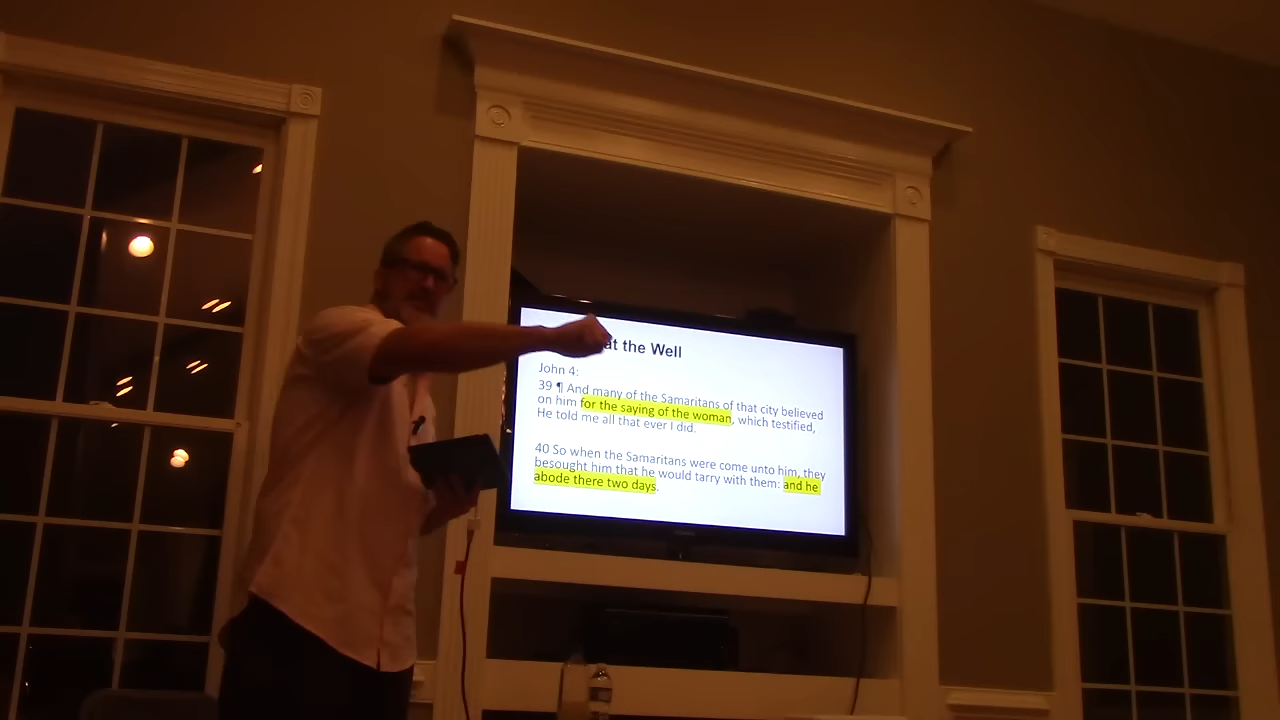 at the Well
John 4:
39 ¶ And many of the Samaritans of that city believed
on him for the saying of the woman, which testified,
He told me all that ever I did.
40 So when the Samaritans were come unto him, they
besought him that he would tarry with them: and he
abode there two days.